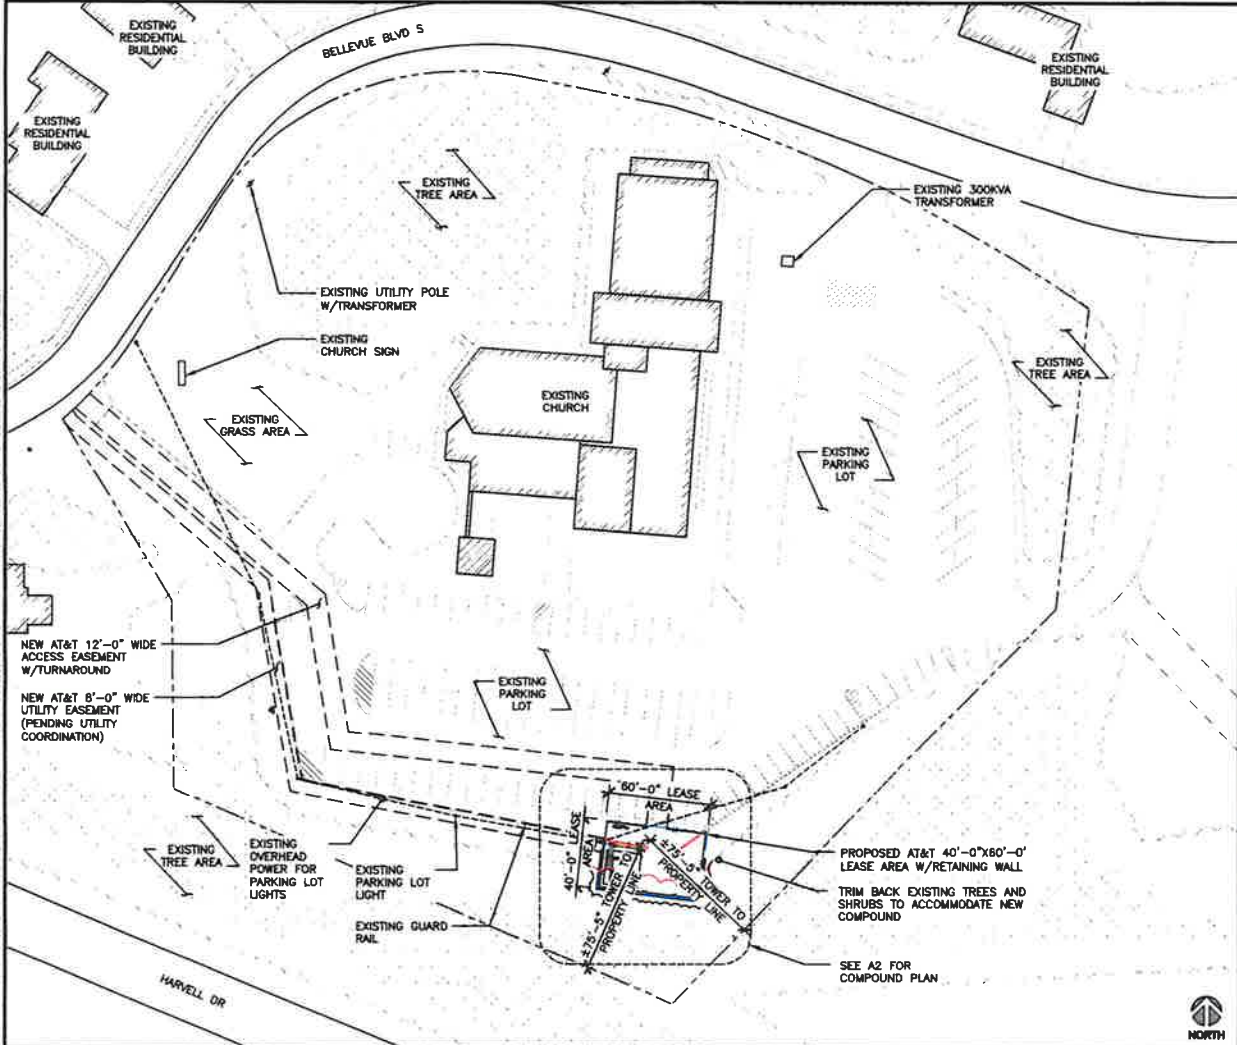 EXISTING
RESIDENTIAL
BUILDING
BELLEVUE BLVD S
EXISTING
RESIDENTIAL
BUILDING
EXISTING
RESIDENTIAL
BUILDING
EXISTING
TREE AREA
EXISTING 300KVA
TRANSFORMER
EXISTING UTILITY POLE
W/TRANSFORMER
EXISTING
CHURCH SIGN
EXISTING
TREE AREA
EXISTING
CHURCH
EXISTING
GRASS AREA
EXISTING
PARKING
LOT
NEW AT&T 12'-0" WIDE
ACCESS EASEMENT
W/TURNAROUND
NEW AT&T 8'-0" WIDE
UTILITY EASEMENT
(PENDING UTILITY
COORDINATION)
EXISTING
PARKING
LOT
60'-0" LEASE
AREA
40'-0" LEASE
AREA
±75'-5" TOWER TO
PROPERTY LINE
±75'-5" TOWER TO
PROPERTY LINE
EXISTING
TREE AREA
EXISTING
OVERHEAD
POWER FOR
PARKING LOT
LIGHTS
EXISTING
PARKING LOT
LIGHT
EXISTING GUARD
RAIL
PROPOSED AT&T 40'-0"X60'-0'
LEASE AREA W/RETAINING WALL
TRIM BACK EXISTING TREES AND
SHRUBS TO ACCOMMODATE NEW
COMPOUND
SEE A2 FOR
COMPOUND PLAN
HARVELL DR
NORTH